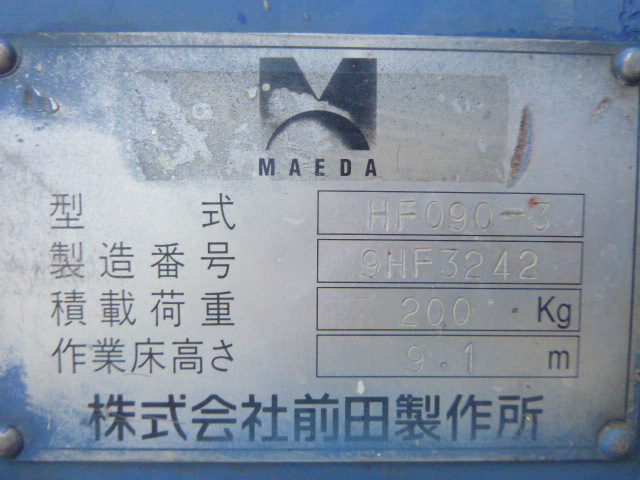 MAEDA
型式 HF090-3
製造番号 9HF3242
積載荷重 200 Kg
作業床高さ 9.1 m
株式会社前田製作所